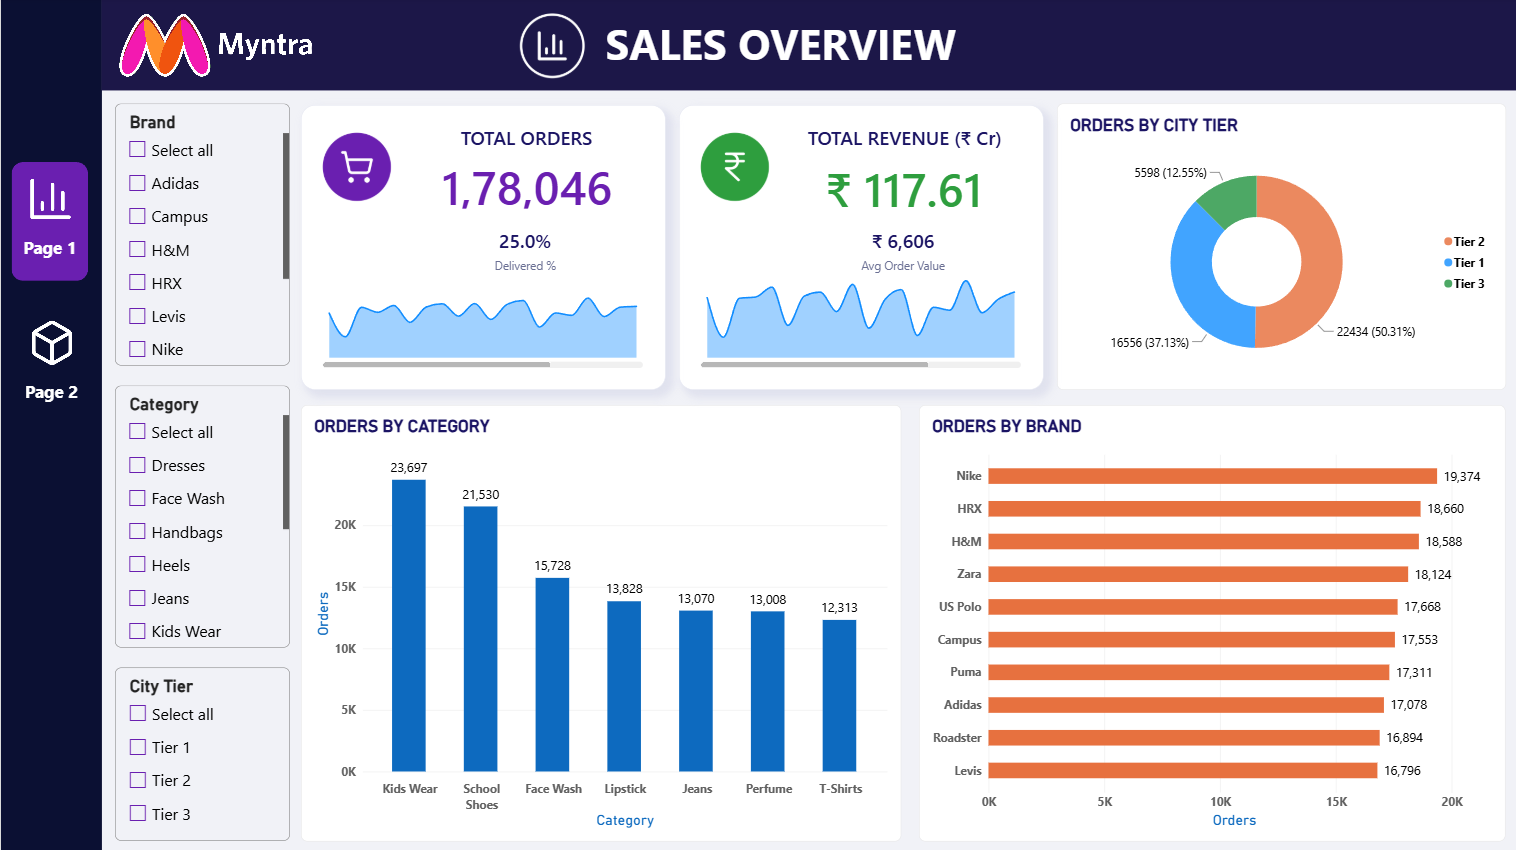 Myntra
SALES OVERVIEW
Page 1
Page 2
Brand
Select all
Adidas
Campus
H&M
HRX
Levis
Nike
Category
Select all
Dresses
Face Wash
Handbags
Heels
Jeans
Kids Wear
City Tier
Select all
Tier 1
Tier 2
Tier 3
TOTAL ORDERS
1,78,046
25.0%
Delivered %
TOTAL REVENUE (₹ Cr)
₹
₹ 117.61
₹ 6,606
Avg Order Value
ORDERS BY CITY TIER
5598 (12.55%)
16556 (37.13%)
22434 (50.31%)
Tier 2
Tier 1
Tier 3
ORDERS BY CATEGORY
Orders
20K
15K
10K
5K
0K
23,697
21,530
15,728
13,828
13,070
13,008
12,313
Kids Wear
School
Shoes
Face Wash
Lipstick
Jeans
Perfume
T-Shirts
Category
ORDERS BY BRAND
Nike 19,374
HRX 18,660
H&M 18,588
Zara 18,124
US Polo 17,668
Campus 17,553
Puma 17,311
Adidas 17,078
Roadster 16,894
Levis 16,796
0K 5K 10K 15K 20K
Orders